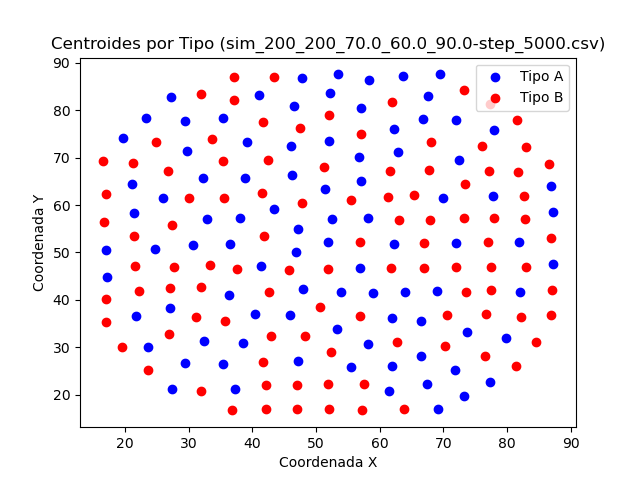 Centroides por Tipo (sim_200_200_70.0_60.0_90.0-step_5000.csv)
Tipo A
Tipo B
90
80
70
60
50
40
30
20
Coordenada Y
20 30 40 50 60 70 80 90
Coordenada X